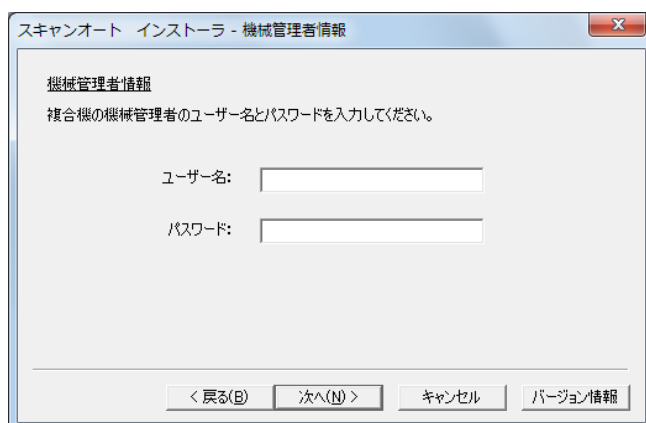 スキャンオート インストーラ - 機械管理者情報
機械管理者情報
複合機の機械管理者のユーザー名とパスワードを入力してください。
ユーザー名:
パスワード:
< 戻る(B) 次へ(N) > キャンセル バージョン情報